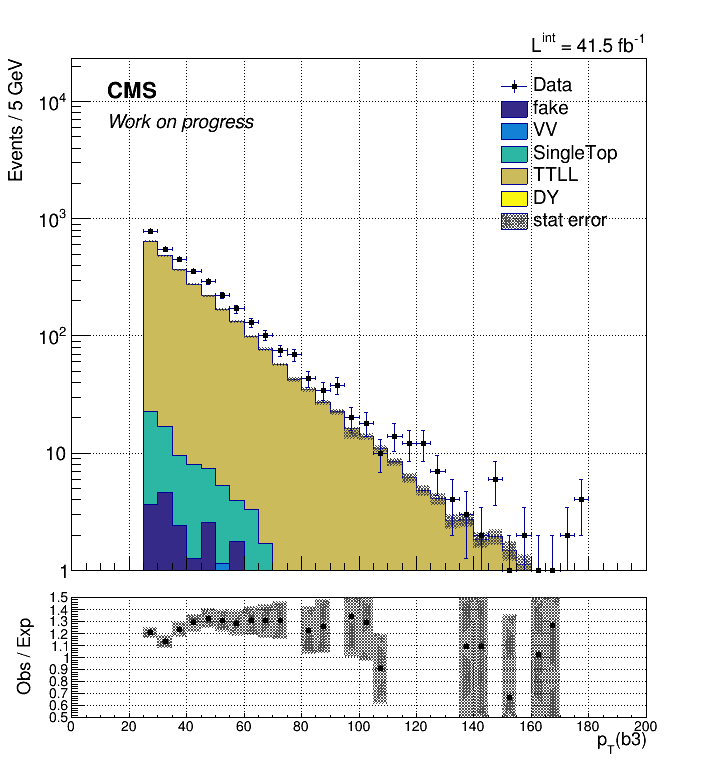 L^int = 41.5 fb^-1
Events / 5 GeV
CMS
Work on progress
Data
fake
VV
SingleTop
TTLL
DY
stat error
10^4
10^3
10^2
10
1
Obs / Exp
1.5
1.4
1.3
1.2
1.1
1
0.9
0.8
0.7
0.6
0.5
0 20 40 60 80 100 120 140 160 180 200
p_T(b3)